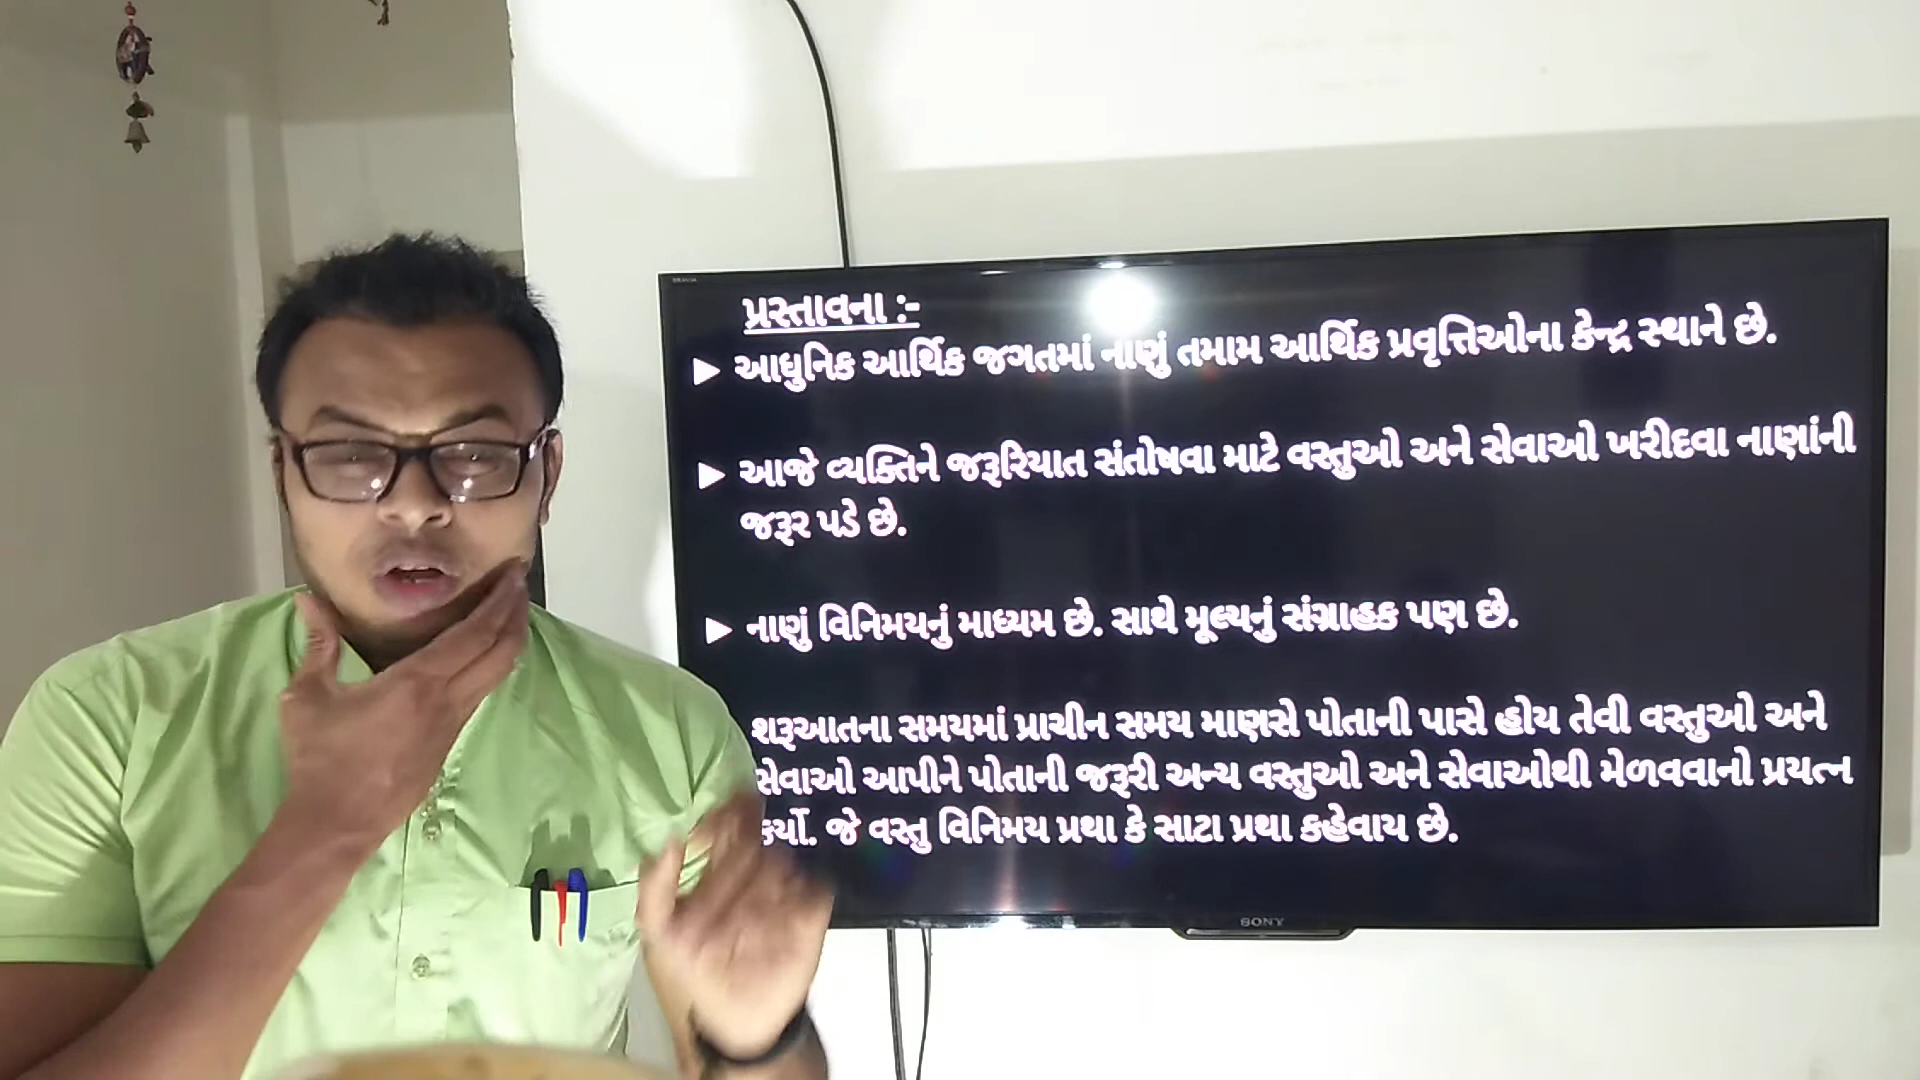 પ્રસ્તાવના :-
આધુનિક આર્થિક જગતમાં નાણું તમામ આર્થિક પ્રવૃત્તિઓના કેન્દ્ર સ્થાને છે.
આજે વ્યક્તિને જરૂરિયાત સંતોષવા માટે વસ્તુઓ અને સેવાઓ ખરીદવા નાણાંની
જરૂર પડે છે.
નાણું વિનિમયનું માધ્યમ છે. સાથે મૂલ્યનું સંગ્રાહક પણ છે.
શરૂઆતના સમયમાં પ્રાચીન સમય માણસે પોતાની પાસે હોય તેવી વસ્તુઓ અને
સેવાઓ આપીને પોતાની જરૂરી અન્ય વસ્તુઓ અને સેવાઓથી મેળવવાનો પ્રયત્ન
કર્યો. જે વસ્તુ વિનિમય પ્રથા કે સાટા પ્રથા કહેવાય છે.
SONY